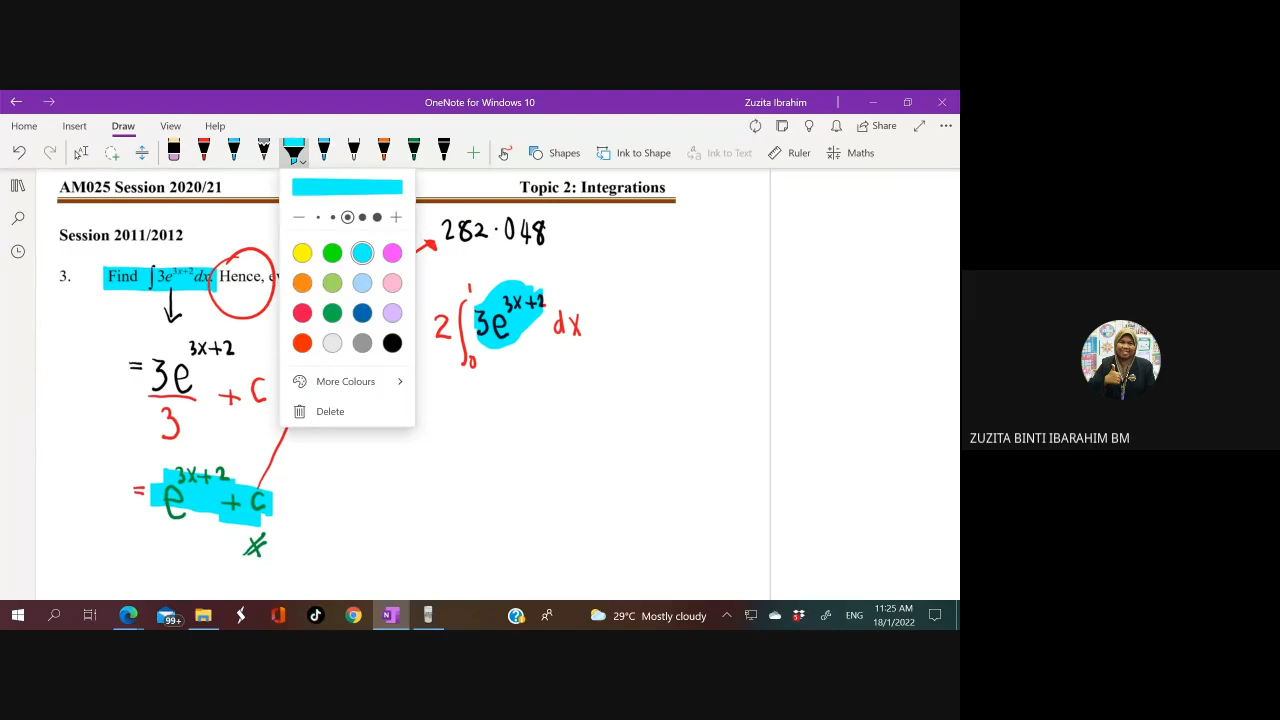 OneNote for Windows 10
Zuzita Ibrahim
Home Insert Draw View Help
Share
Shapes Ink to Shape Ink to Text Ruler Maths
AM025 Session 2020/21
Topic 2: Integrations
Session 2011/2012
3. Find ∫3e^{3x+2}dx. Hence,
282.048
2∫_0^1 3e^{3x+2} dx
= 3e^{3x+2}/3 + c
= e^{3x+2} + c
More Colours
Delete
ZUZITA BINTI IBARAHIM BM
99+
29°C Mostly cloudy
ENG
11:25 AM
18/1/2022